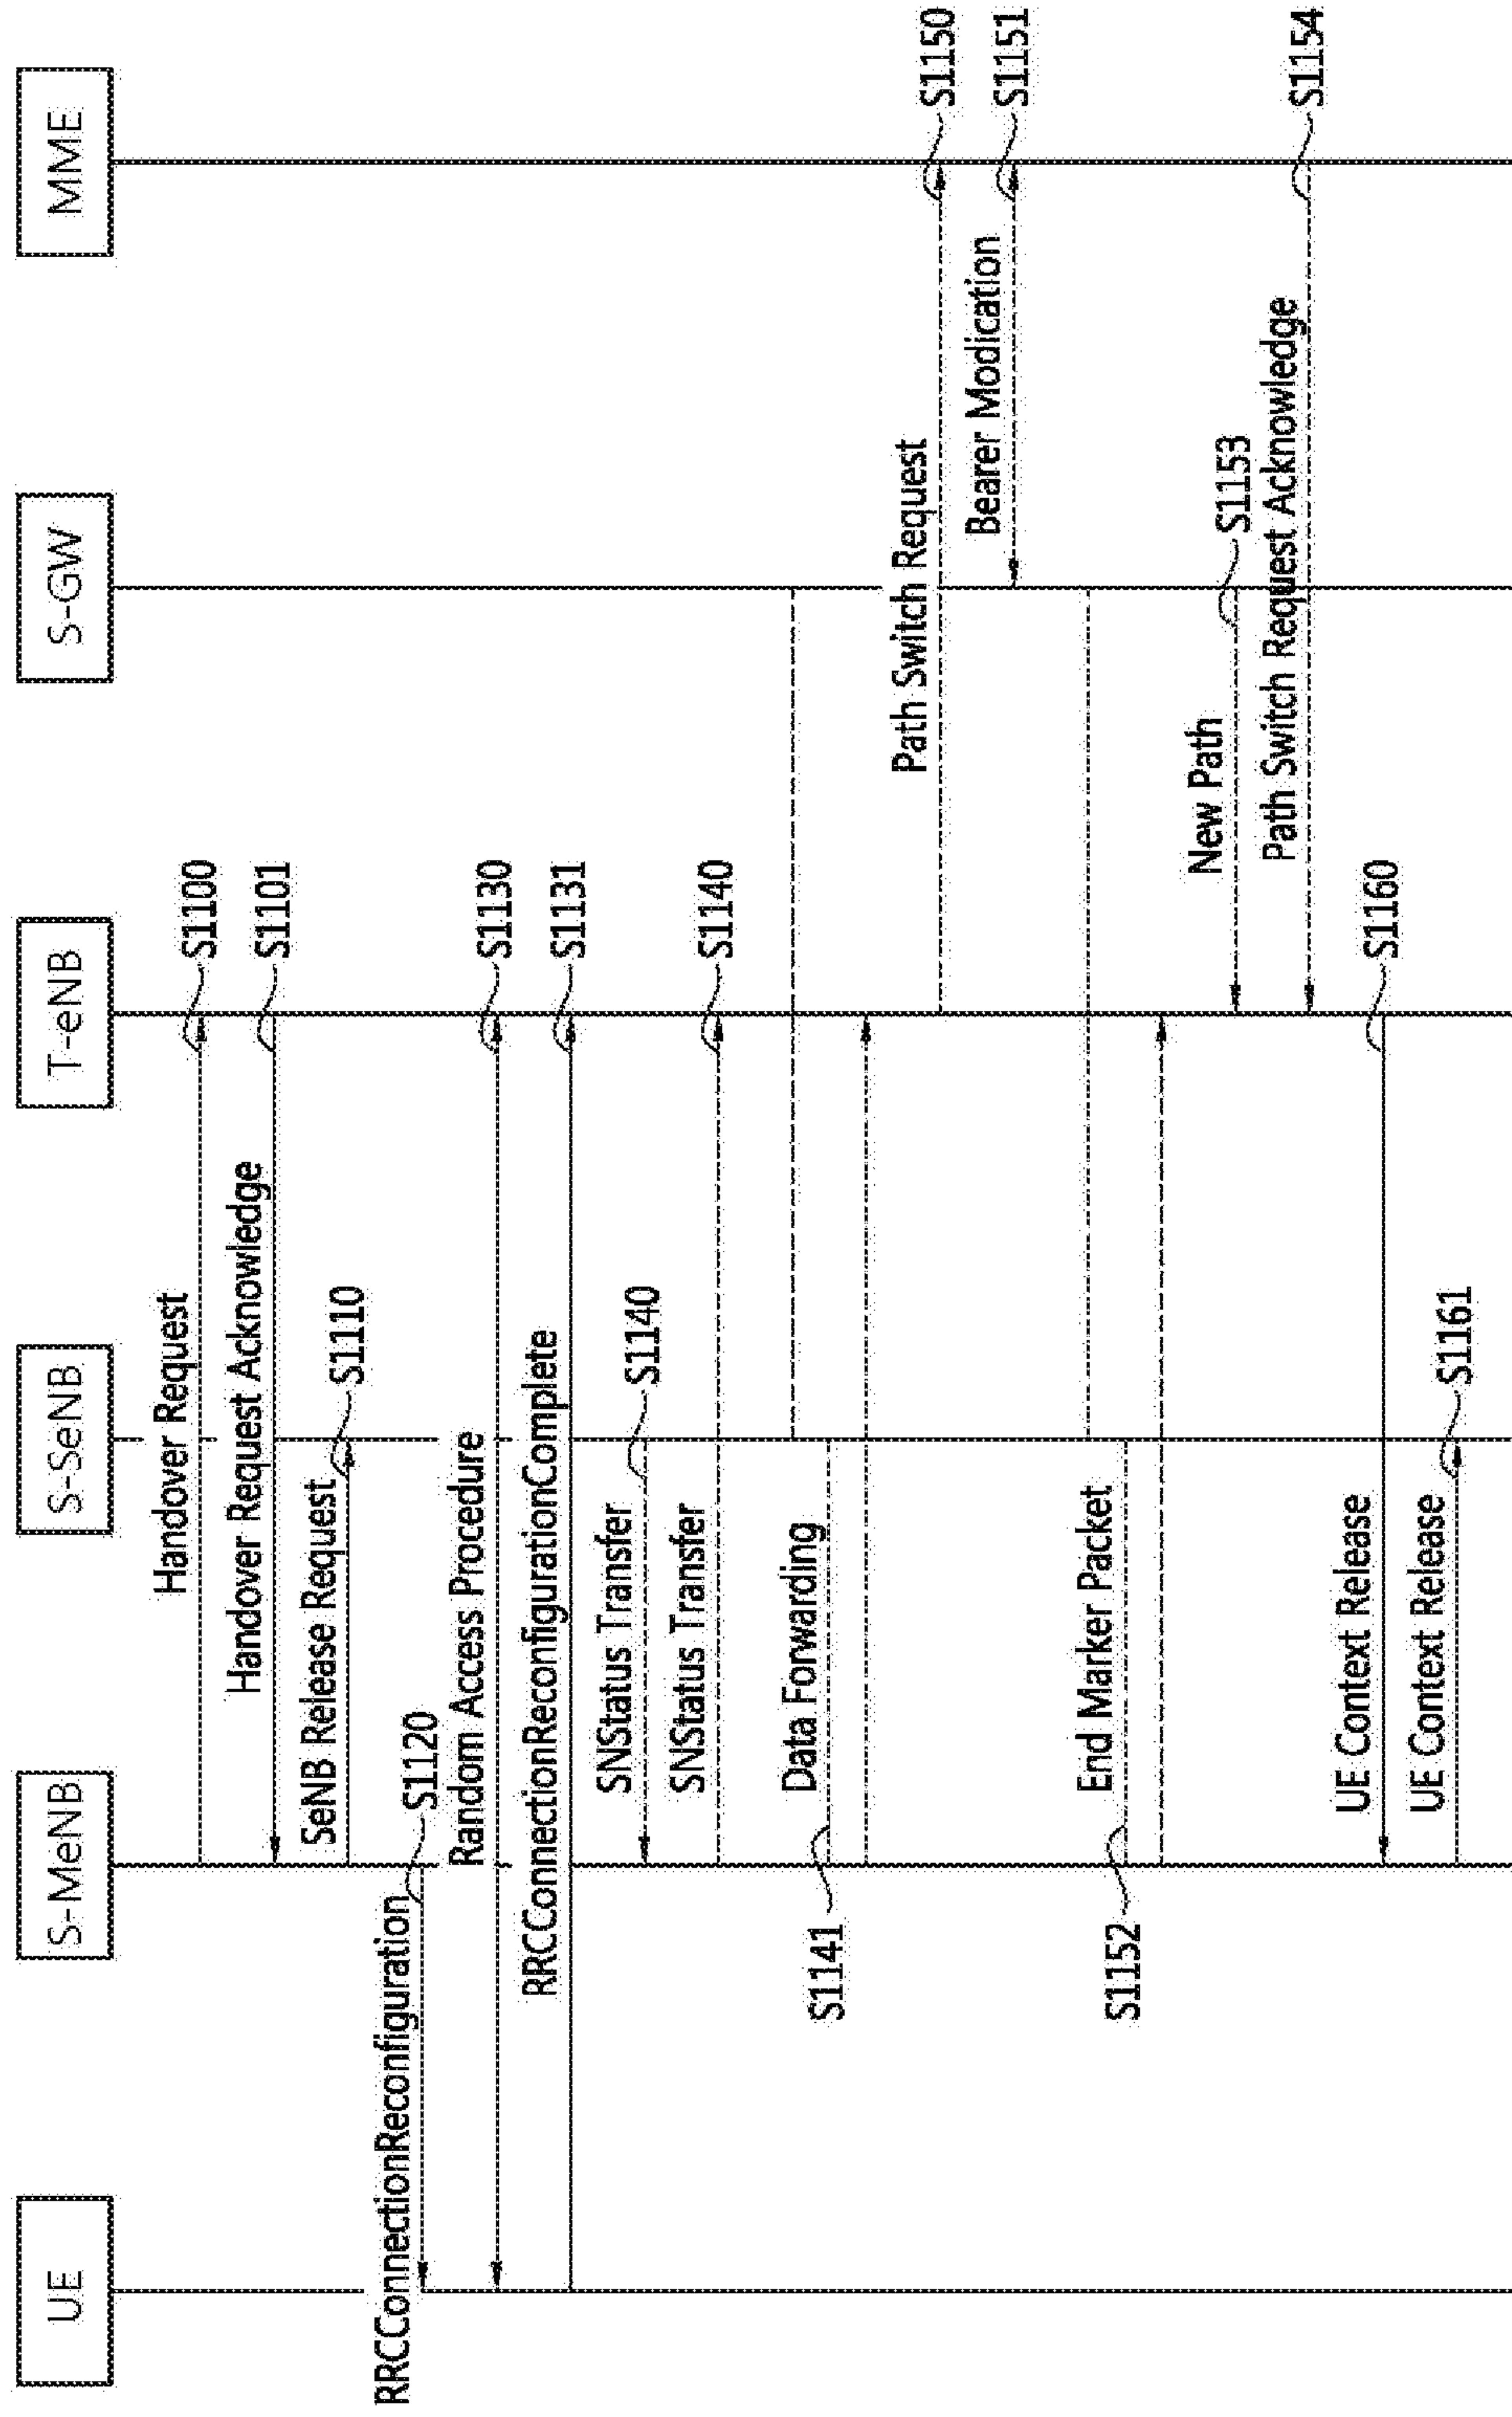 UE
S-MeNB
S-SeNB
T-eNB
S-GW
MME
Handover Request
S1100
Handover Request Acknowledge
S1101
SeNB Release Request
S1110
RRCConnectionReconfiguration
S1120
Random Access Procedure
S1130
RRCConnectionReconfigurationComplete
S1131
SNStatus Transfer
S1140
SNStatus Transfer
S1140
Data Forwarding
S1141
Path Switch Request
S1150
Bearer Modication
S1151
End Marker Packet
S1152
New Path
S1153
Path Switch Request Acknowledge
S1154
UE Context Release
S1160
UE Context Release
S1161